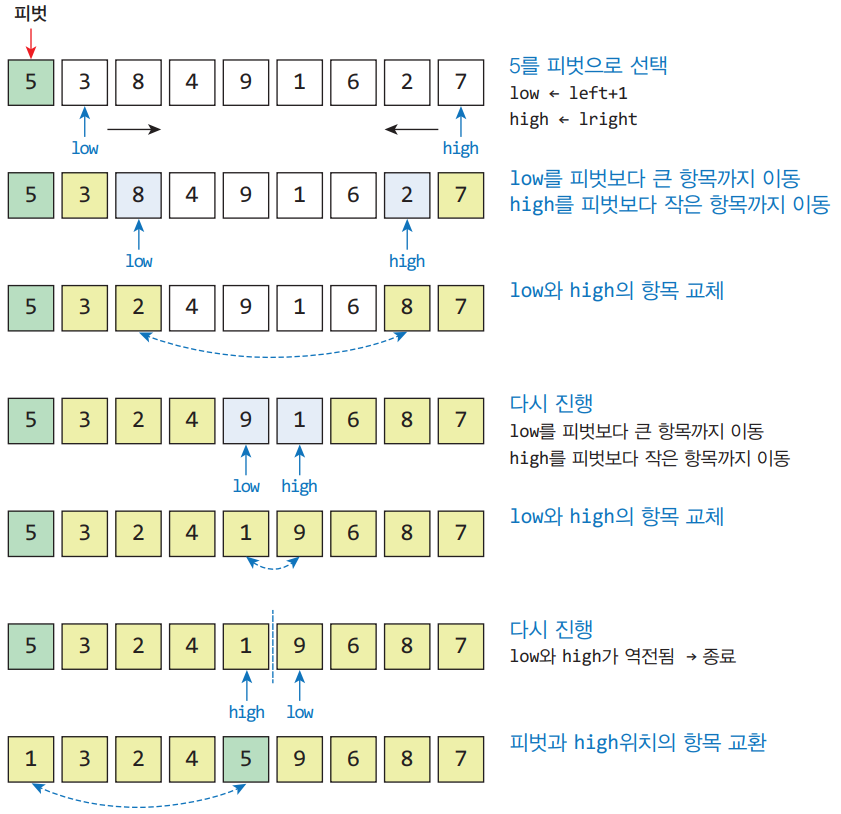 피벗
5 3 8 4 9 1 6 2 7
5를 피벗으로 선택
low ← left+1
high ← lright
low high
5 3 8 4 9 1 6 2 7
low를 피벗보다 큰 항목까지 이동
high를 피벗보다 작은 항목까지 이동
low high
5 3 2 4 9 1 6 8 7
low와 high의 항목 교체
5 3 2 4 9 1 6 8 7
다시 진행
low를 피벗보다 큰 항목까지 이동
high를 피벗보다 작은 항목까지 이동
low high
5 3 2 4 1 9 6 8 7
low와 high의 항목 교체
5 3 2 4 1 9 6 8 7
다시 진행
low와 high가 역전됨 → 종료
high low
1 3 2 4 5 9 6 8 7
피벗과 high위치의 항목 교환